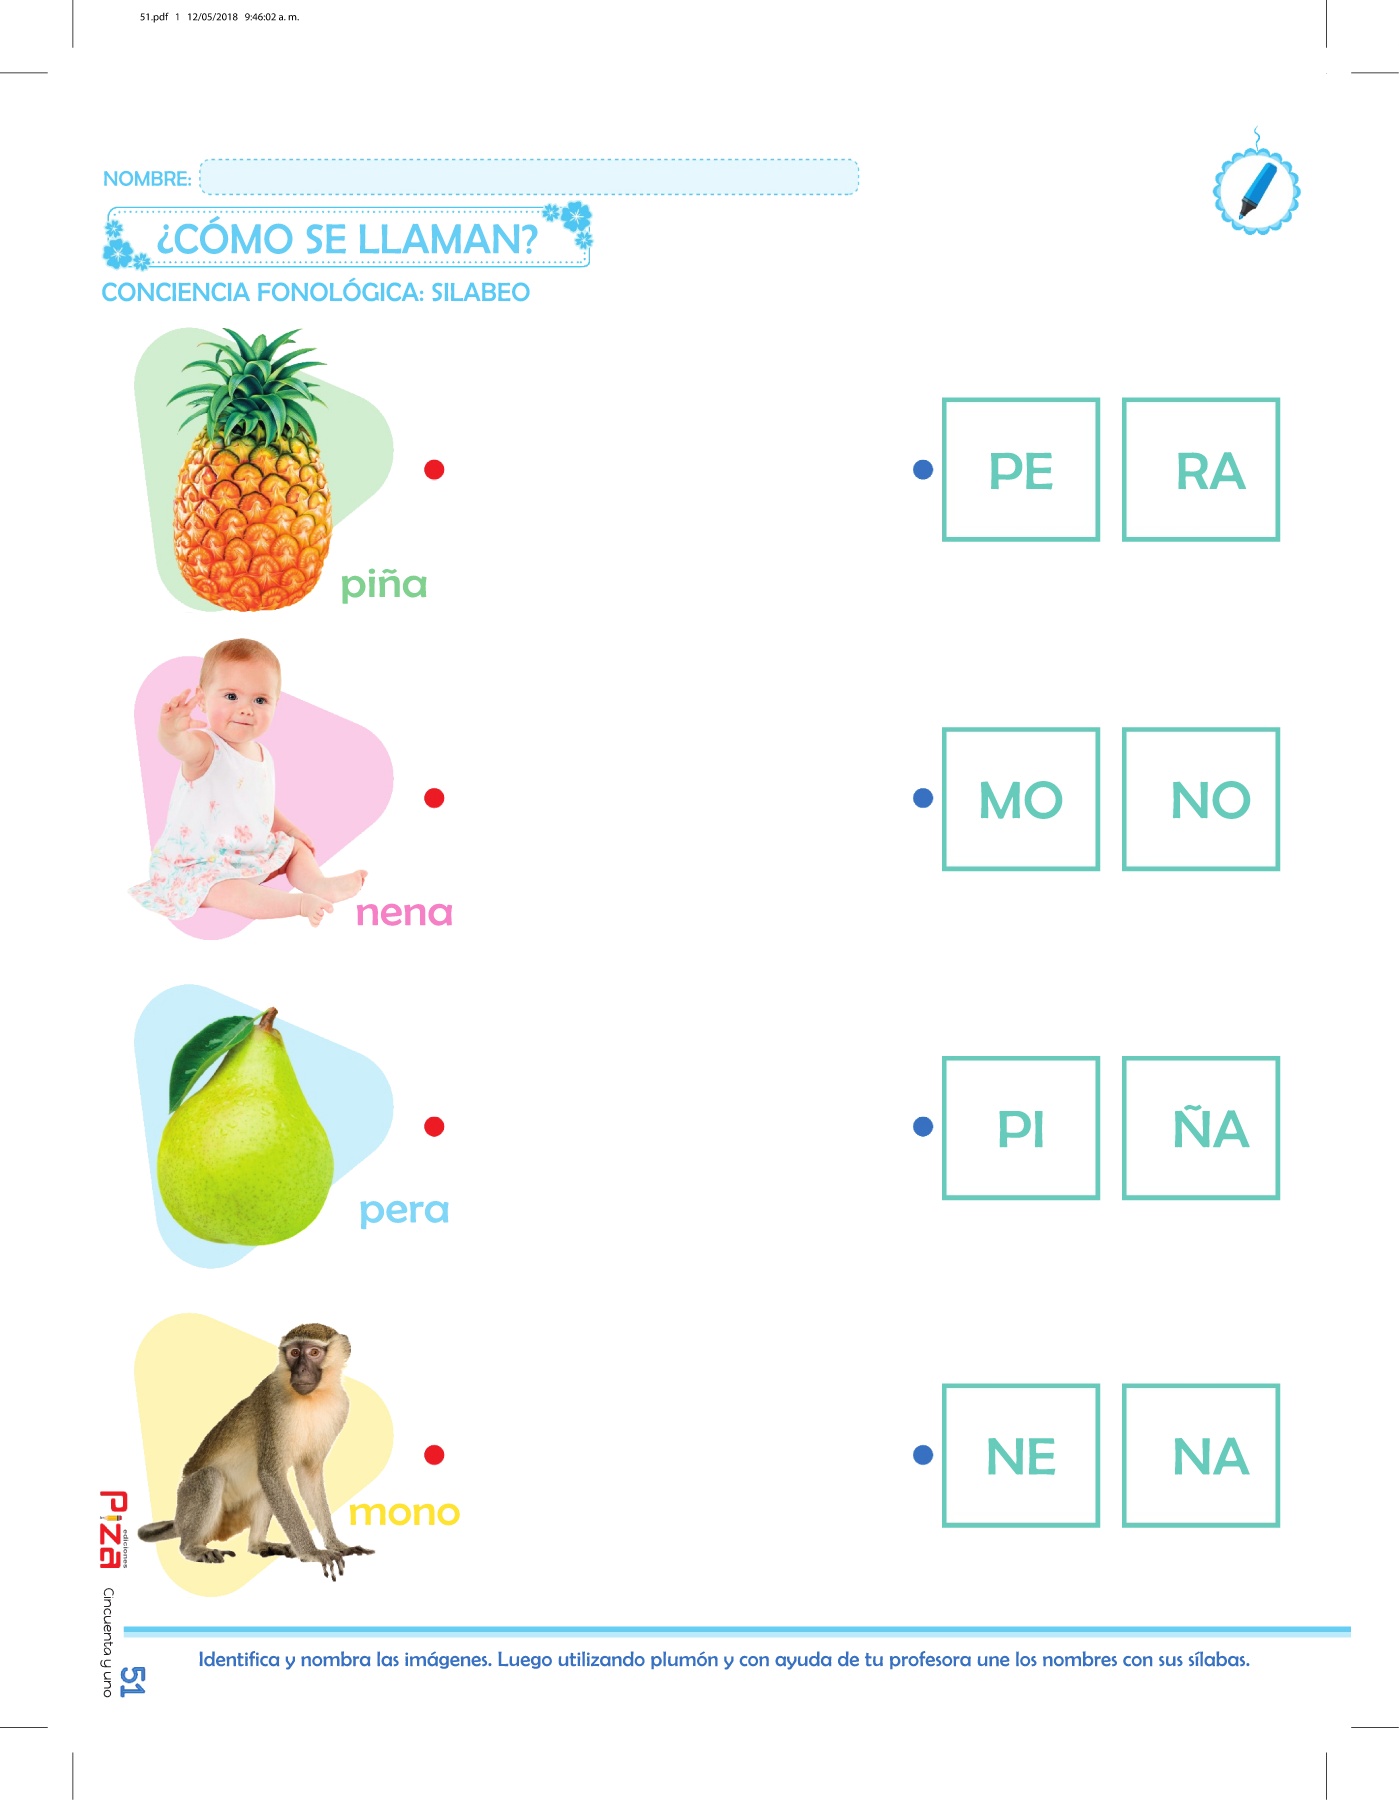 51.pdf 1 12/05/2018 9:46:02 a. m.
NOMBRE:
¿CÓMO SE LLAMAN?
CONCIENCIA FONOLÓGICA: SILABEO
piña
PE RA
nena
MO NO
pera
PI ÑA
mono
NE NA
Piza
ediciones
Cincuenta y uno
51
Identifica y nombra las imágenes. Luego utilizando plumón y con ayuda de tu profesora une los nombres con sus sílabas.